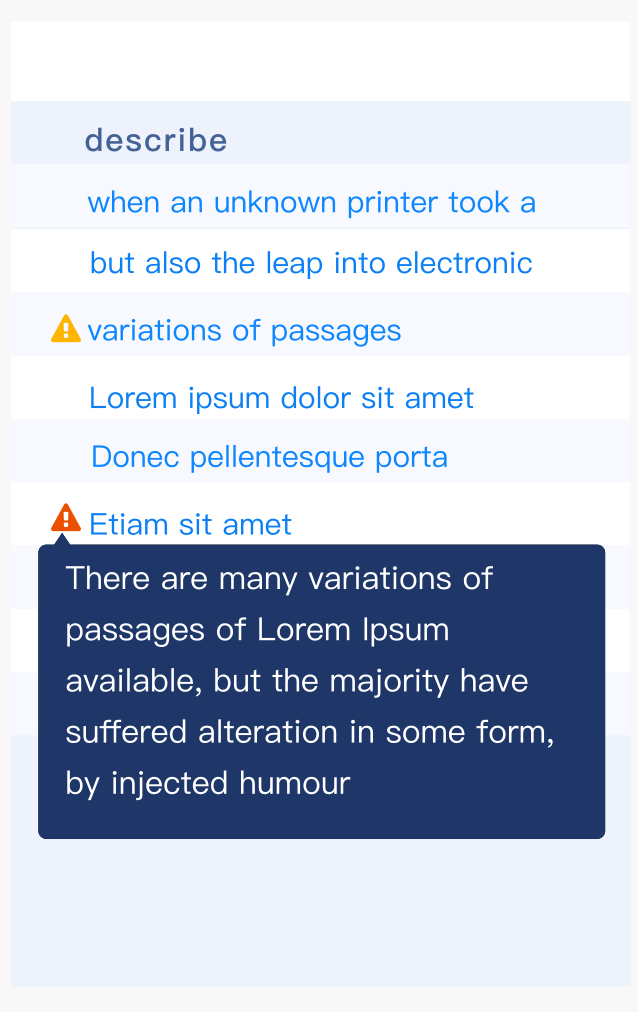 describe
when an unknown printer took a
but also the leap into electronic
variations of passages
Lorem ipsum dolor sit amet
Donec pellentesque porta
Etiam sit amet
There are many variations of
passages of Lorem Ipsum
available, but the majority have
suffered alteration in some form,
by injected humour